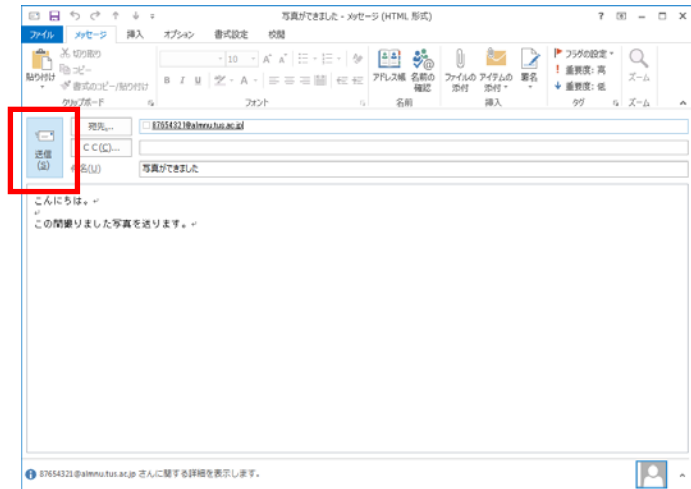 写真ができました - メッセージ (HTML 形式)
ファイル メッセージ 挿入 オプション 書式設定 校閲
貼り付け
切り取り
コピー
書式のコピー/貼り付け
クリップボード
10
B I U
フォント
アドレス帳 名前の確認
名前
ファイルの添付 アイテムの添付 署名
挿入
フラグの設定
重要度: 高
重要度: 低
タグ
ズーム
ズーム
送信(S)
宛先...
87654321@almnu.tus.ac.jp
CC(C)...
件名(U)
写真ができました
こんにちは。
この間撮りました写真を送ります。
87654321@almnu.tus.ac.jp さんに関する詳細を表示します。